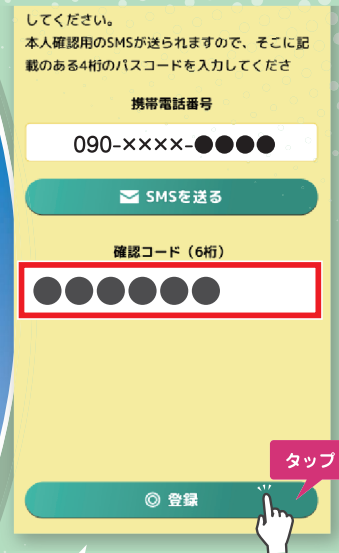 してください。
本人確認用のSMSが送られますので、そこに記
載のある4桁のパスコードを入力してくださ
携帯電話番号
090-××××-●●●●
SMSを送る
確認コード（6桁）
●●●●●●
タップ
◎ 登録